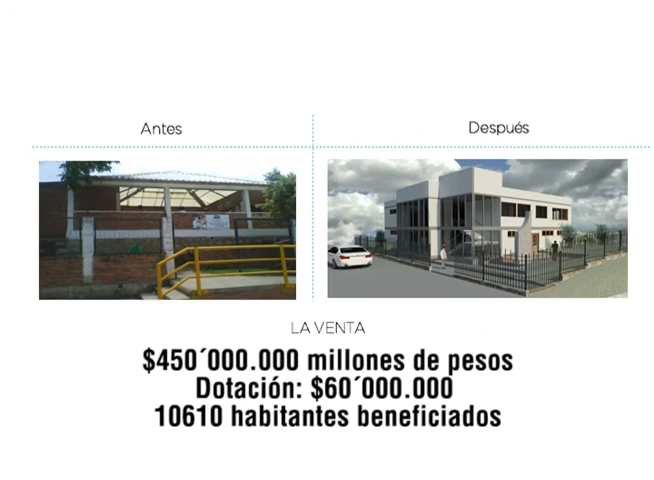 Antes
Después
LA VENTA
$450´000.000 millones de pesos
Dotación: $60´000.000
10610 habitantes beneficiados